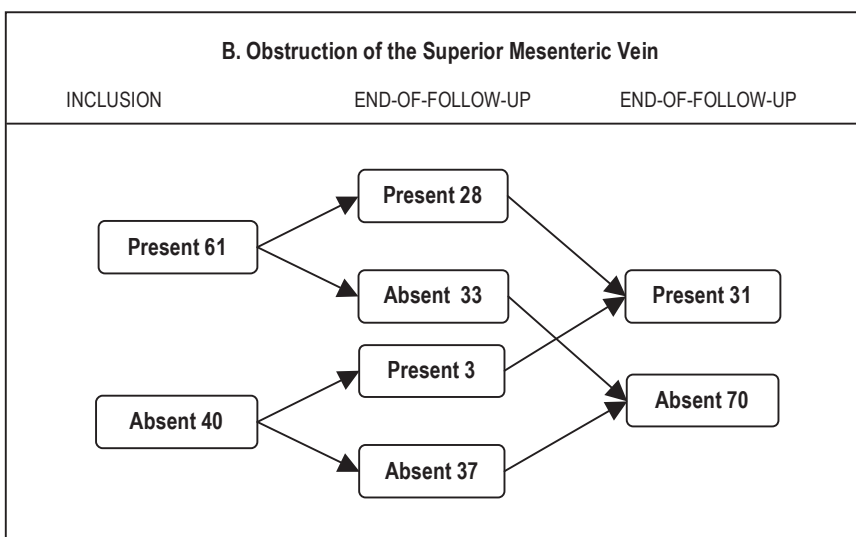 B. Obstruction of the Superior Mesenteric Vein
INCLUSION END-OF-FOLLOW-UP END-OF-FOLLOW-UP
Present 28
Present 61
Absent 33
Present 31
Present 3
Absent 70
Absent 40
Absent 37